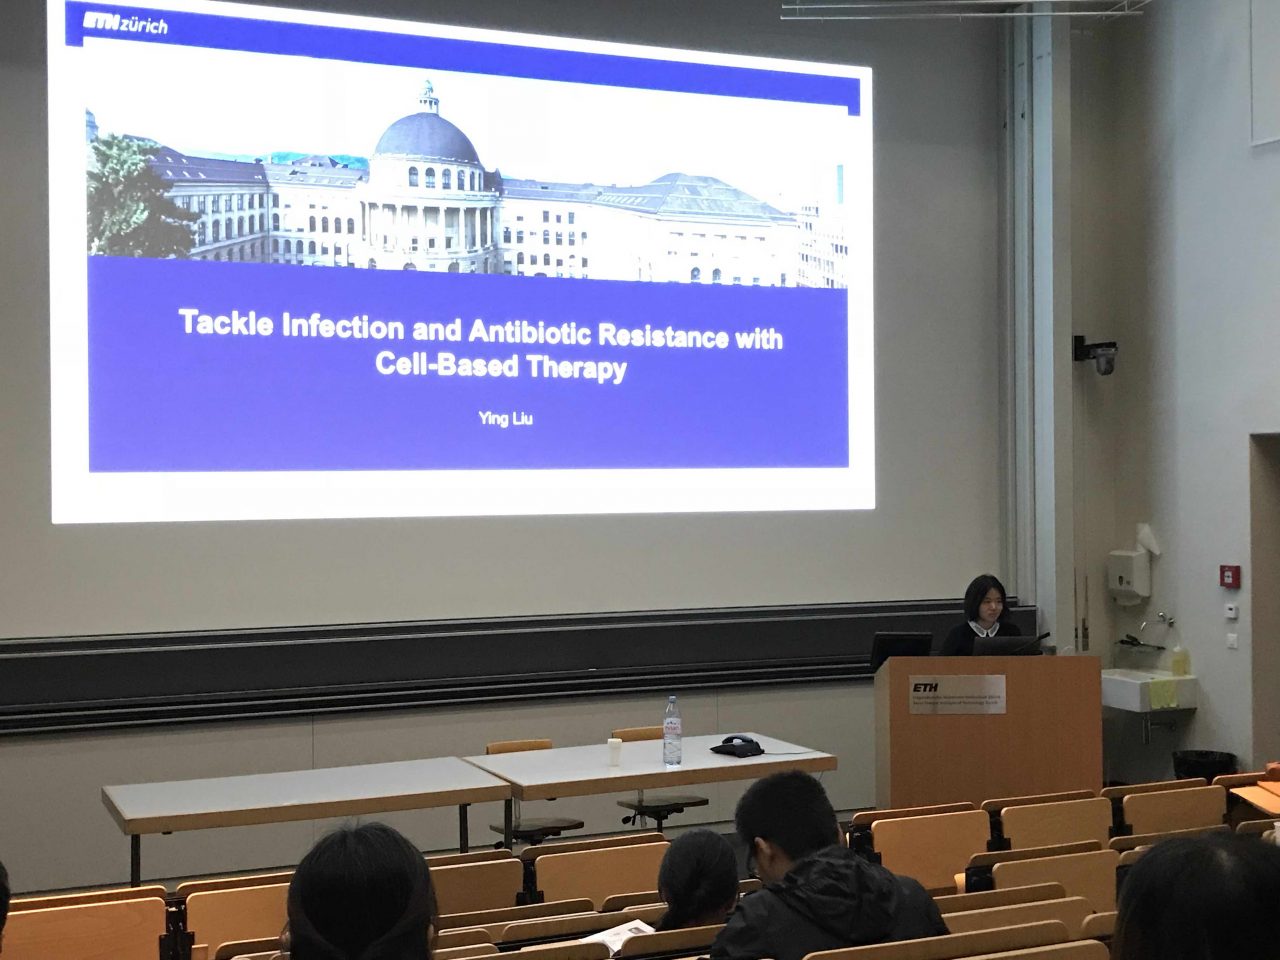 ETH zürich
Tackle Infection and Antibiotic Resistance with
Cell-Based Therapy
Ying Liu
ETH